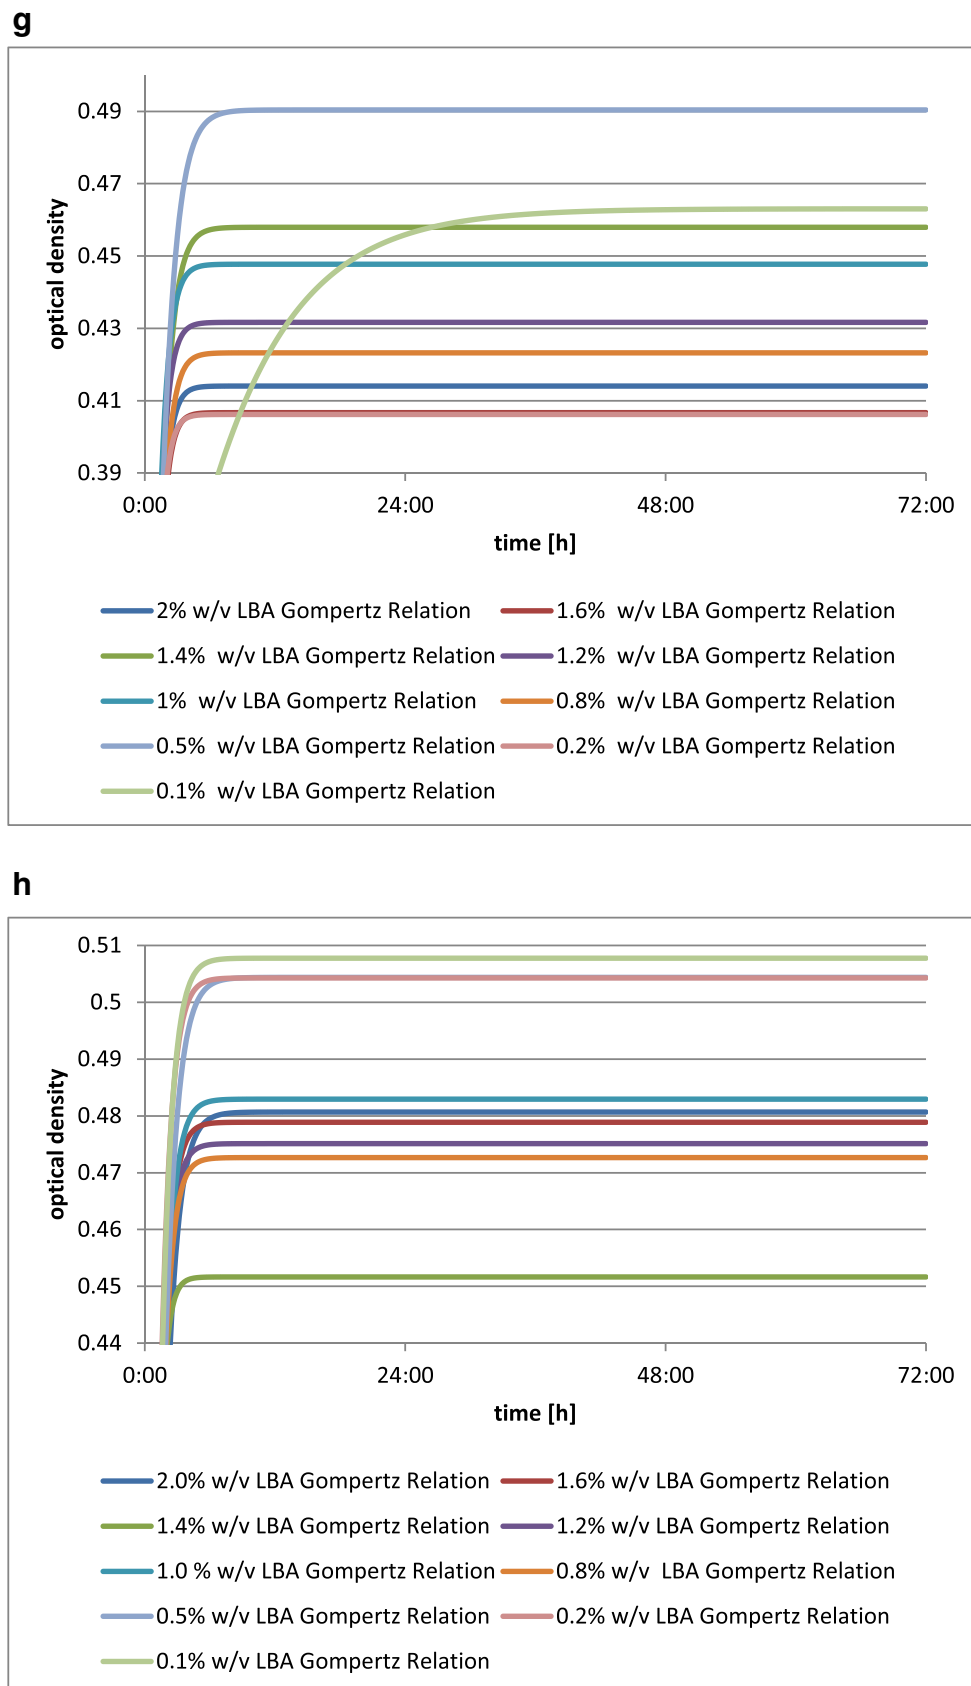 g
0.49
0.47
0.45
0.43
0.41
0.39
optical density
0:00 24:00 48:00 72:00
time [h]
2% w/v LBA Gompertz Relation 1.6% w/v LBA Gompertz Relation
1.4% w/v LBA Gompertz Relation 1.2% w/v LBA Gompertz Relation
1% w/v LBA Gompertz Relation 0.8% w/v LBA Gompertz Relation
0.5% w/v LBA Gompertz Relation 0.2% w/v LBA Gompertz Relation
0.1% w/v LBA Gompertz Relation
h
0.51
0.5
0.49
0.48
0.47
0.46
0.45
0.44
optical density
0:00 24:00 48:00 72:00
time [h]
2.0% w/v LBA Gompertz Relation 1.6% w/v LBA Gompertz Relation
1.4% w/v LBA Gompertz Relation 1.2% w/v LBA Gompertz Relation
1.0 % w/v LBA Gompertz Relation 0.8% w/v LBA Gompertz Relation
0.5% w/v LBA Gompertz Relation 0.2% w/v LBA Gompertz Relation
0.1% w/v LBA Gompertz Relation